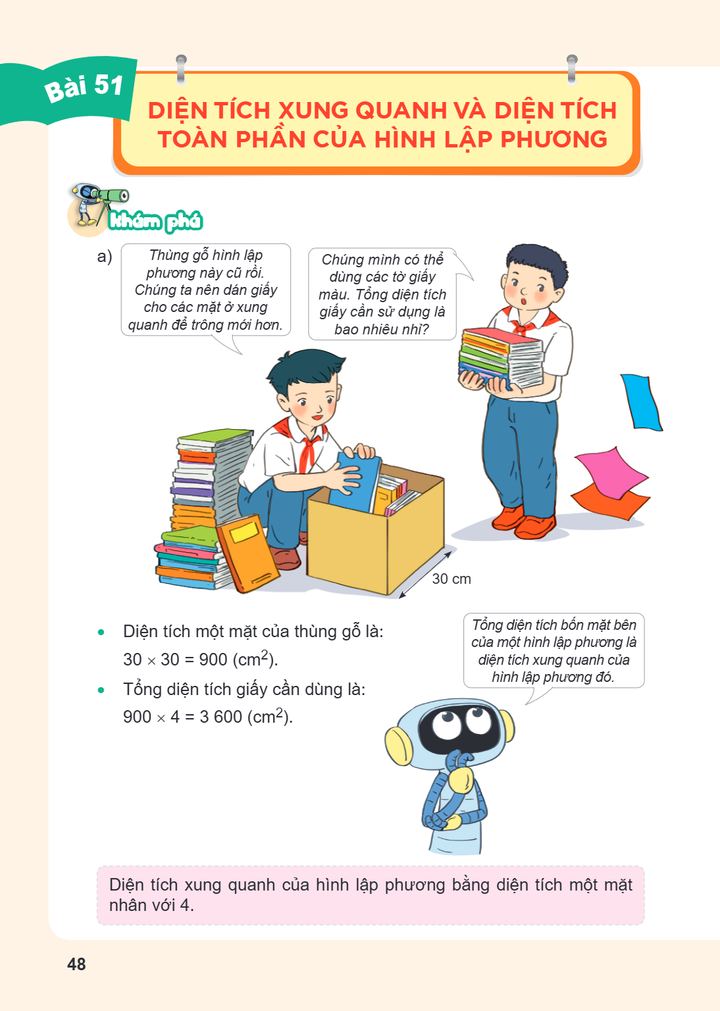 Bài 51
DIỆN TÍCH XUNG QUANH VÀ DIỆN TÍCH
TOÀN PHẦN CỦA HÌNH LẬP PHƯƠNG
Khám phá
a)
Thùng gỗ hình lập
phương này cũ rồi.
Chúng ta nên dán giấy
cho các mặt ở xung
quanh để trông mới hơn.
Chúng mình có thể
dùng các tờ giấy
màu. Tổng diện tích
giấy cần sử dụng là
bao nhiêu nhỉ?
30 cm
• Diện tích một mặt của thùng gỗ là:
30 × 30 = 900 (cm²).
• Tổng diện tích giấy cần dùng là:
900 × 4 = 3 600 (cm²).
Tổng diện tích bốn mặt bên
của một hình lập phương là
diện tích xung quanh của
hình lập phương đó.
Diện tích xung quanh của hình lập phương bằng diện tích một mặt
nhân với 4.
48